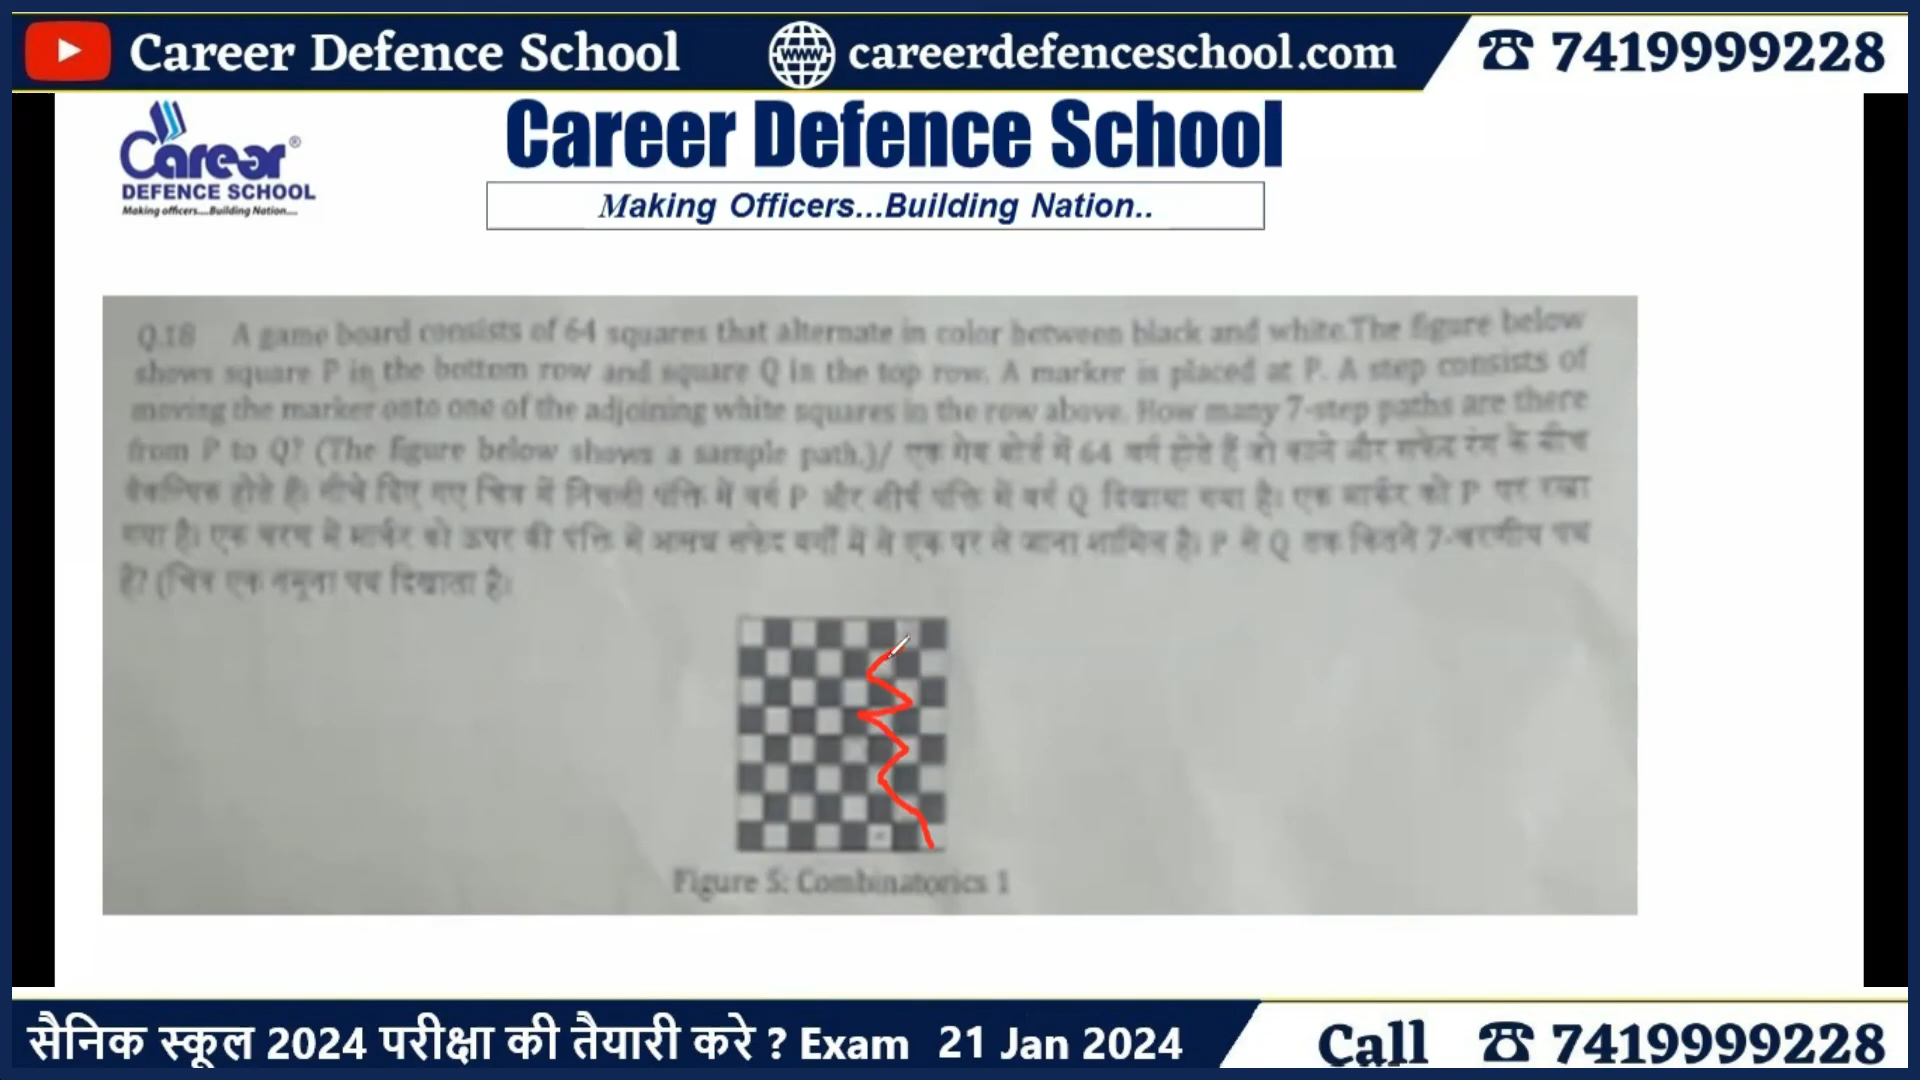 Career Defence School
www
careerdefenceschool.com
☎ 7419999228
Carear®
DEFENCE SCHOOL
Making officers....Building Nation....
Career Defence School
Making Officers...Building Nation..
Q.18 A game board consists of 64 squares that alternate in color between black and white.The figure below
shows square P in the bottom row and square Q in the top row. A marker is placed at P. A step consists of
moving the marker onto one of the adjoining white squares in the row above. How many 7-step paths are there
from P to Q? (The figure below shows a sample path.)/ एक गेम बोर्ड में 64 वर्ग होते हैं जो काले और सफेद रंग के बीच
वैकल्पिक होते हैं। नीचे दिए गए चित्र में निचली पंक्ति में वर्ग P और शीर्ष पंक्ति में वर्ग Q दिखाया गया है। एक मार्कर को P पर रखा
गया है। एक चरण में मार्कर को ऊपर की पंक्ति में आसन्न सफेद वर्गों में से एक पर ले जाना शामिल है। P से Q तक कितने 7-चरणीय पथ
है? (चित्र एक नमूना पथ दिखाता है।
Figure 5: Combinatorics 1
सैनिक स्कूल 2024 परीक्षा की तैयारी करे ? Exam 21 Jan 2024
Call ☎ 7419999228